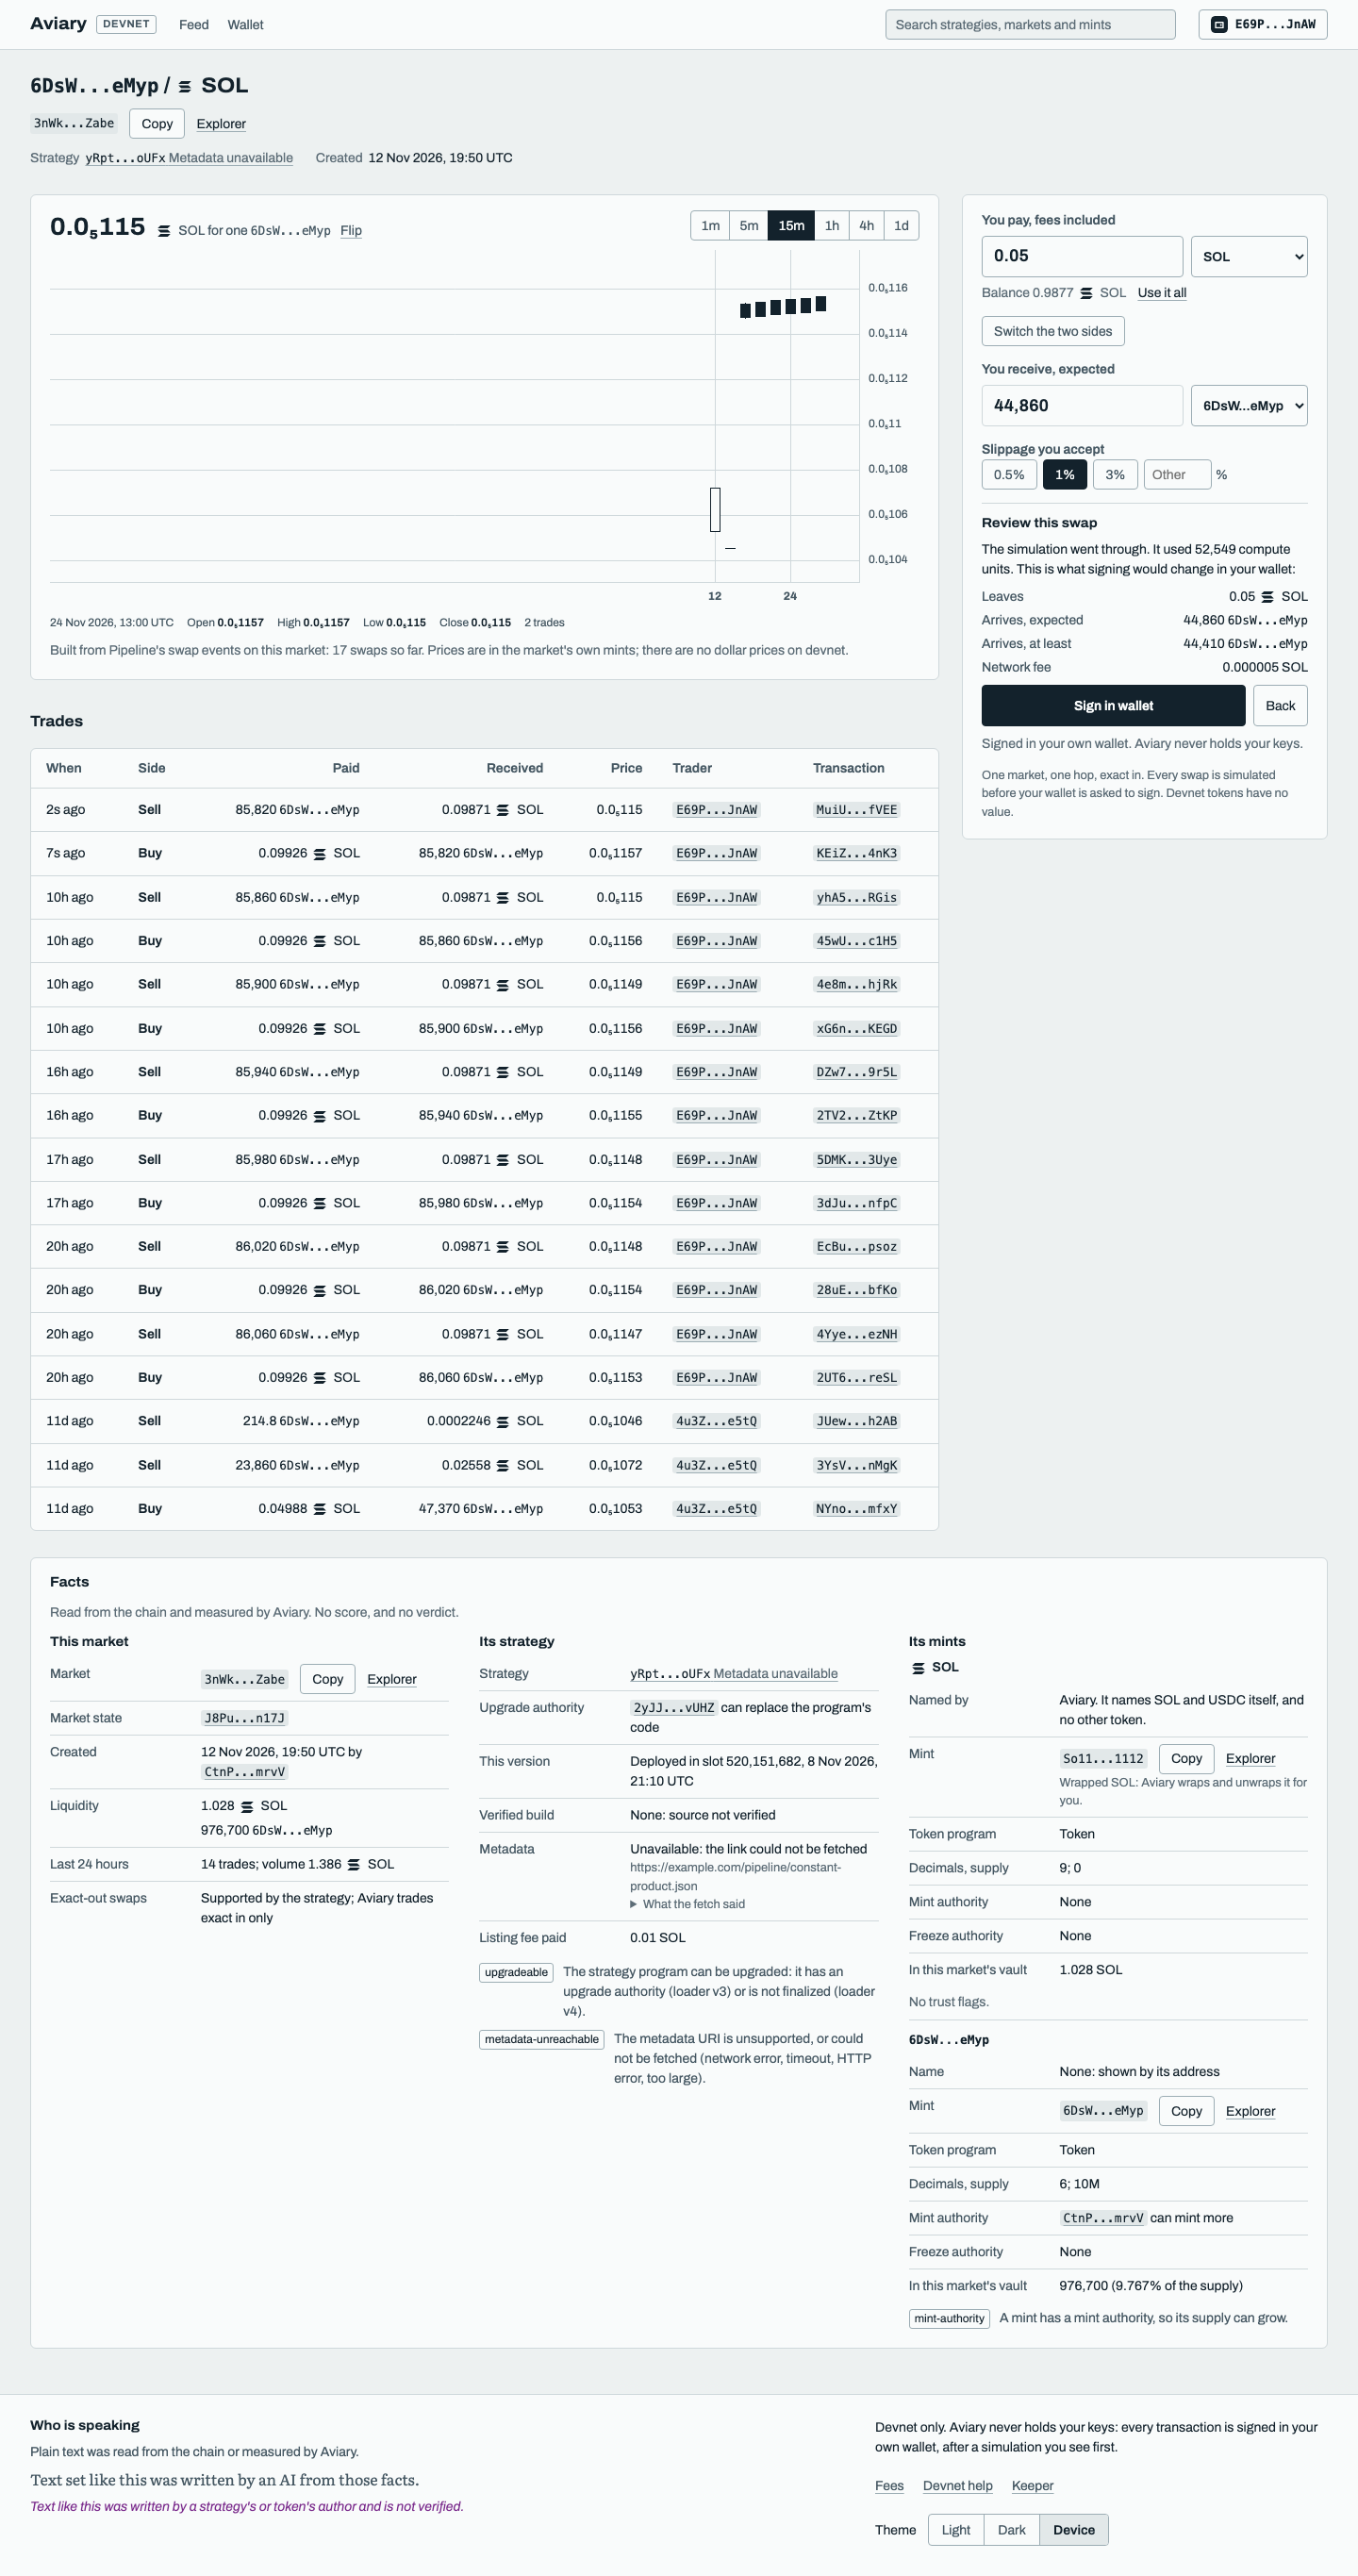 Aviary DEVNET Feed Wallet Search strategies, markets and mints E69P...JnAW
6DsW...eMyp / SOL
3nWk...Zabe Copy Explorer
Strategy yRpt...oUFx Metadata unavailable Created 12 Nov 2026, 19:50 UTC
0.0₅115 SOL for one 6DsW...eMyp Flip
1m 5m 15m 1h 4h 1d
0.0₅116
0.0₅114
0.0₅112
0.0₅11
0.0₅108
0.0₅106
0.0₅104
12 24
24 Nov 2026, 13:00 UTC Open 0.0₅1157 High 0.0₅1157 Low 0.0₅115 Close 0.0₅115 2 trades
Built from Pipeline's swap events on this market: 17 swaps so far. Prices are in the market's own mints; there are no dollar prices on devnet.
You pay, fees included
0.05 SOL
Balance 0.9877 SOL Use it all
Switch the two sides
You receive, expected
44,860 6DsW...eMyp
Slippage you accept
0.5% 1% 3% Other %
Review this swap
The simulation went through. It used 52,549 compute
units. This is what signing would change in your wallet:
Leaves 0.05 SOL
Arrives, expected 44,860 6DsW...eMyp
Arrives, at least 44,410 6DsW...eMyp
Network fee 0.000005 SOL
Sign in wallet Back
Signed in your own wallet. Aviary never holds your keys.
One market, one hop, exact in. Every swap is simulated
before your wallet is asked to sign. Devnet tokens have no
value.
Trades
When Side Paid Received Price Trader Transaction
2s ago Sell 85,820 6DsW...eMyp 0.09871 SOL 0.0₅115 E69P...JnAW MuiU...fVEE
7s ago Buy 0.09926 SOL 85,820 6DsW...eMyp 0.0₅1157 E69P...JnAW KEiZ...4nK3
10h ago Sell 85,860 6DsW...eMyp 0.09871 SOL 0.0₅115 E69P...JnAW yhA5...RGis
10h ago Buy 0.09926 SOL 85,860 6DsW...eMyp 0.0₅1156 E69P...JnAW 45wU...c1H5
10h ago Sell 85,900 6DsW...eMyp 0.09871 SOL 0.0₅1149 E69P...JnAW 4e8m...hjRk
10h ago Buy 0.09926 SOL 85,900 6DsW...eMyp 0.0₅1156 E69P...JnAW xG6n...KEGD
16h ago Sell 85,940 6DsW...eMyp 0.09871 SOL 0.0₅1149 E69P...JnAW DZw7...9r5L
16h ago Buy 0.09926 SOL 85,940 6DsW...eMyp 0.0₅1155 E69P...JnAW 2TV2...ZtKP
17h ago Sell 85,980 6DsW...eMyp 0.09871 SOL 0.0₅1148 E69P...JnAW 5DMK...3Uye
17h ago Buy 0.09926 SOL 85,980 6DsW...eMyp 0.0₅1154 E69P...JnAW 3dJu...nfpC
20h ago Sell 86,020 6DsW...eMyp 0.09871 SOL 0.0₅1148 E69P...JnAW EcBu...psoz
20h ago Buy 0.09926 SOL 86,020 6DsW...eMyp 0.0₅1154 E69P...JnAW 28uE...bfKo
20h ago Sell 86,060 6DsW...eMyp 0.09871 SOL 0.0₅1147 E69P...JnAW 4Yye...ezNH
20h ago Buy 0.09926 SOL 86,060 6DsW...eMyp 0.0₅1153 E69P...JnAW 2UT6...reSL
11d ago Sell 214.8 6DsW...eMyp 0.0002246 SOL 0.0₅1046 4u3Z...e5tQ JUew...h2AB
11d ago Sell 23,860 6DsW...eMyp 0.02558 SOL 0.0₅1072 4u3Z...e5tQ 3YsV...nMgK
11d ago Buy 0.04988 SOL 47,370 6DsW...eMyp 0.0₅1053 4u3Z...e5tQ NYno...mfxY
Facts
Read from the chain and measured by Aviary. No score, and no verdict.
This market
Market 3nWk...Zabe Copy Explorer
Market state J8Pu...n17J
Created 12 Nov 2026, 19:50 UTC by
CtnP...mrvV
Liquidity 1.028 SOL
976,700 6DsW...eMyp
Last 24 hours 14 trades; volume 1.386 SOL
Exact-out swaps Supported by the strategy; Aviary trades
exact in only
Its strategy
Strategy yRpt...oUFx Metadata unavailable
Upgrade authority 2yJJ...vUHZ can replace the program's
code
This version Deployed in slot 520,151,682, 8 Nov 2026,
21:10 UTC
Verified build None: source not verified
Metadata Unavailable: the link could not be fetched
https://example.com/pipeline/constant-
product.json
▶ What the fetch said
Listing fee paid 0.01 SOL
upgradeable The strategy program can be upgraded: it has an
upgrade authority (loader v3) or is not finalized (loader
v4).
metadata-unreachable The metadata URI is unsupported, or could
not be fetched (network error, timeout, HTTP
error, too large).
Its mints
SOL
Named by Aviary. It names SOL and USDC itself, and
no other token.
Mint So11...1112 Copy Explorer
Wrapped SOL: Aviary wraps and unwraps it for
you.
Token program Token
Decimals, supply 9; 0
Mint authority None
Freeze authority None
In this market's vault 1.028 SOL
No trust flags.
6DsW...eMyp
Name None: shown by its address
Mint 6DsW...eMyp Copy Explorer
Token program Token
Decimals, supply 6; 10M
Mint authority CtnP...mrvV can mint more
Freeze authority None
In this market's vault 976,700 (9.767% of the supply)
mint-authority A mint has a mint authority, so its supply can grow.
Who is speaking
Plain text was read from the chain or measured by Aviary.
Text set like this was written by an AI from those facts.
Text like this was written by a strategy's or token's author and is not verified.
Devnet only. Aviary never holds your keys: every transaction is signed in your
own wallet, after a simulation you see first.
Fees Devnet help Keeper
Theme Light Dark Device